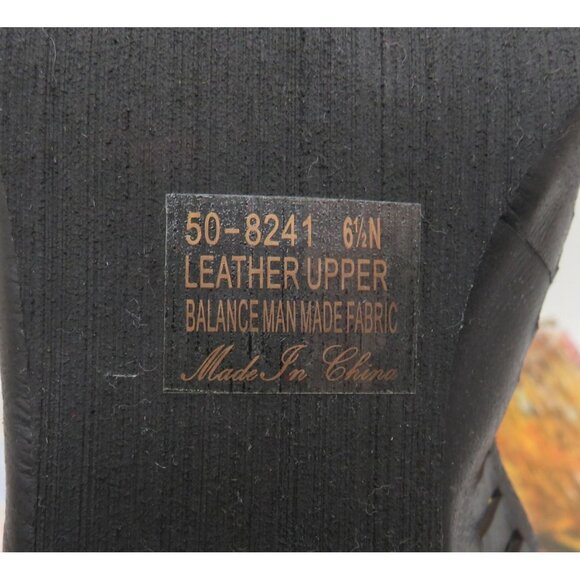 50-8241 6½N
LEATHER UPPER
BALANCE MAN MADE FABRIC
Made In China